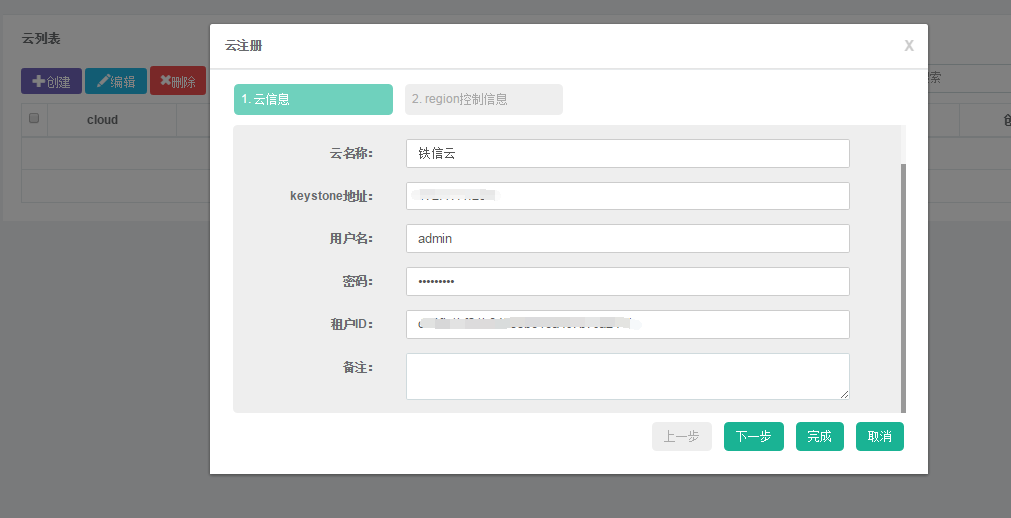 云列表
云注册
X
创建
编辑
删除
索
1. 云信息
2. region控制信息
cloud
云名称：
铁信云
keystone地址：
用户名：
admin
密码：
•••••••••
租户ID：
备注：
上一步
下一步
完成
取消